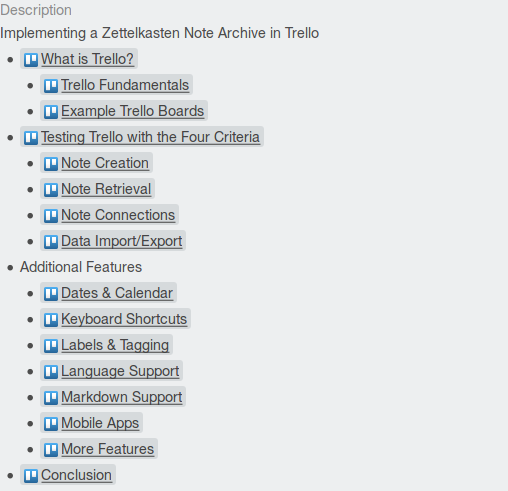 Description
Implementing a Zettelkasten Note Archive in Trello
What is Trello?
Trello Fundamentals
Example Trello Boards
Testing Trello with the Four Criteria
Note Creation
Note Retrieval
Note Connections
Data Import/Export
Additional Features
Dates & Calendar
Keyboard Shortcuts
Labels & Tagging
Language Support
Markdown Support
Mobile Apps
More Features
Conclusion